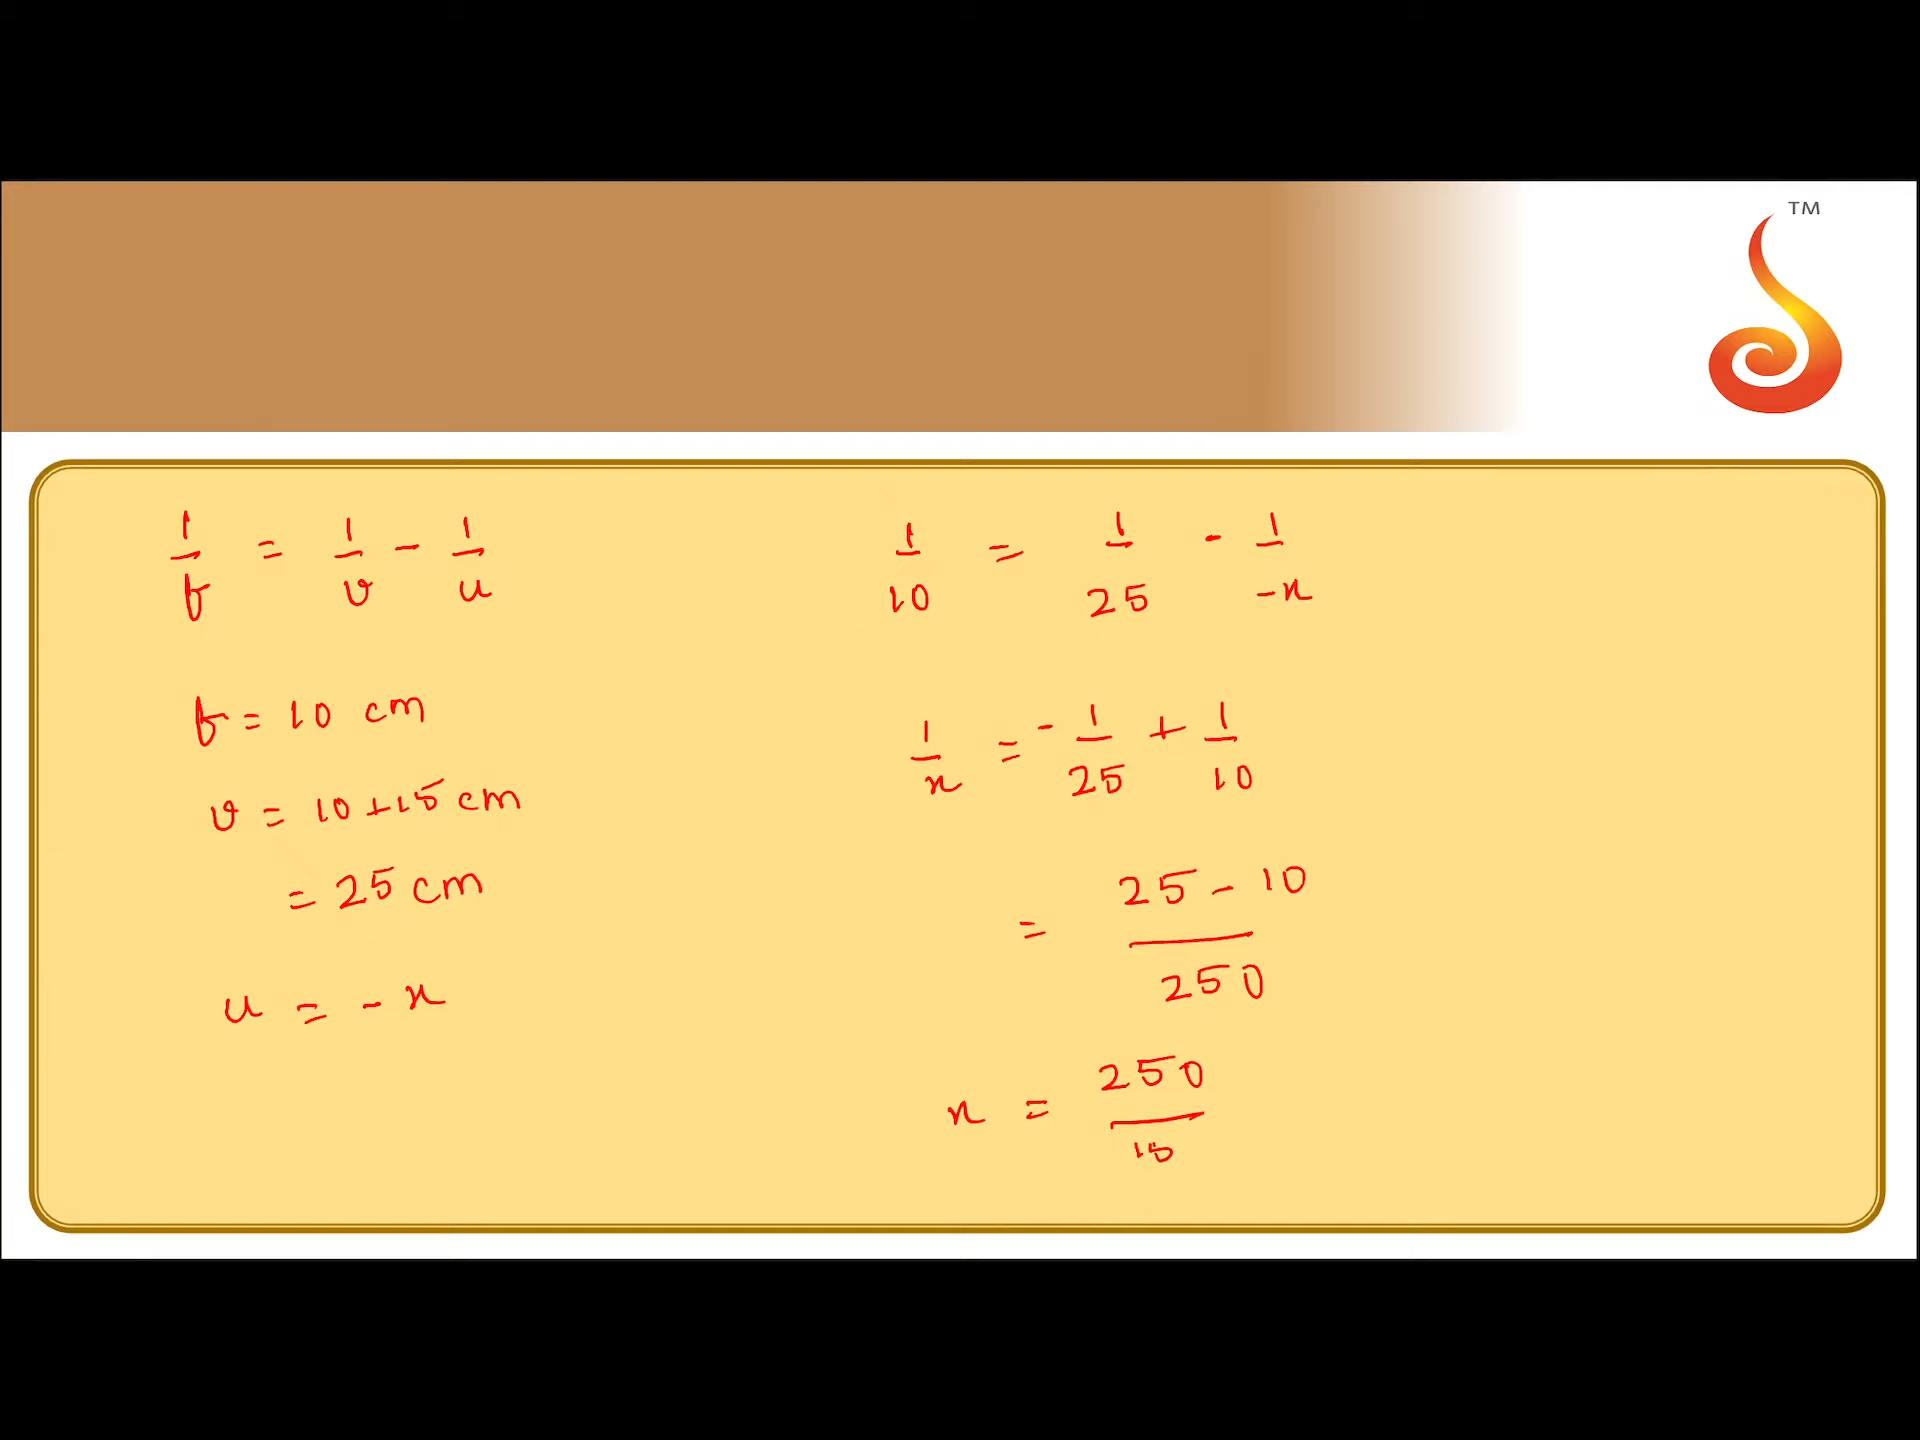 TM
1/f = 1/v - 1/u
f = 10 cm
v = 10+15 cm
= 25 cm
u = - x
1/10 = 1/25 - 1/-x
1/x = - 1/25 + 1/10
= 25 - 10/250
x = 250/15